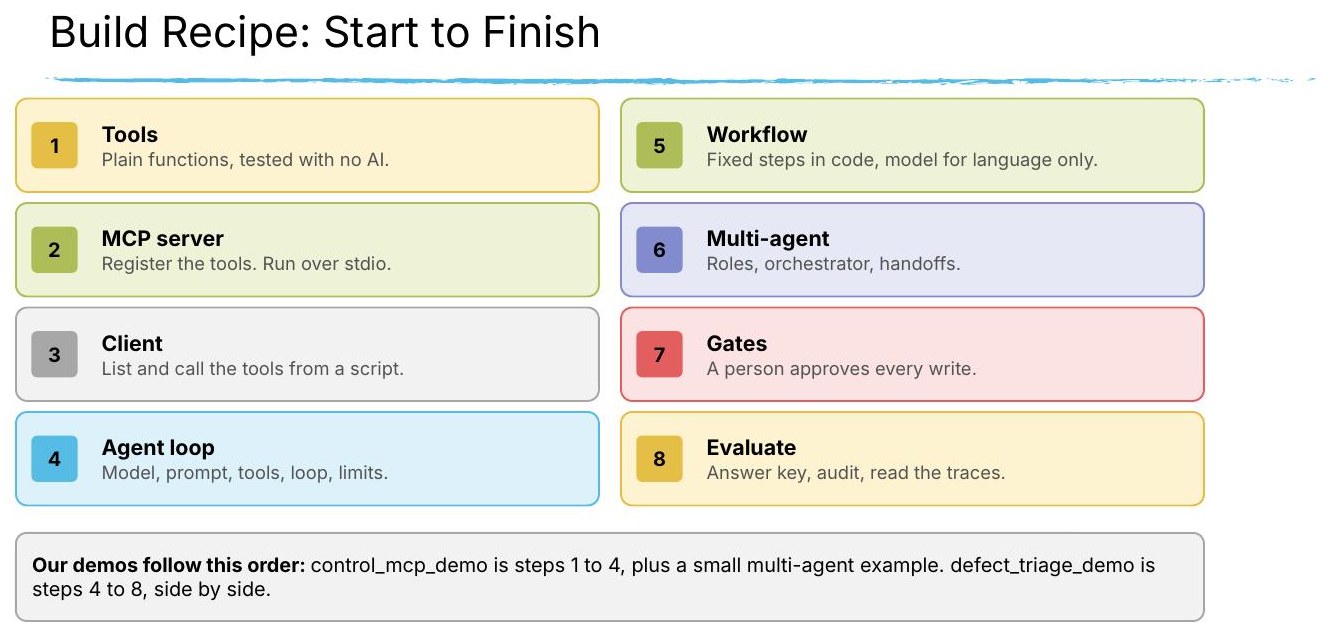 Build Recipe: Start to Finish
1
Tools
Plain functions, tested with no AI.
2
MCP server
Register the tools. Run over stdio.
3
Client
List and call the tools from a script.
4
Agent loop
Model, prompt, tools, loop, limits.
5
Workflow
Fixed steps in code, model for language only.
6
Multi-agent
Roles, orchestrator, handoffs.
7
Gates
A person approves every write.
8
Evaluate
Answer key, audit, read the traces.
Our demos follow this order: control_mcp_demo is steps 1 to 4, plus a small multi-agent example. defect_triage_demo is
steps 4 to 8, side by side.